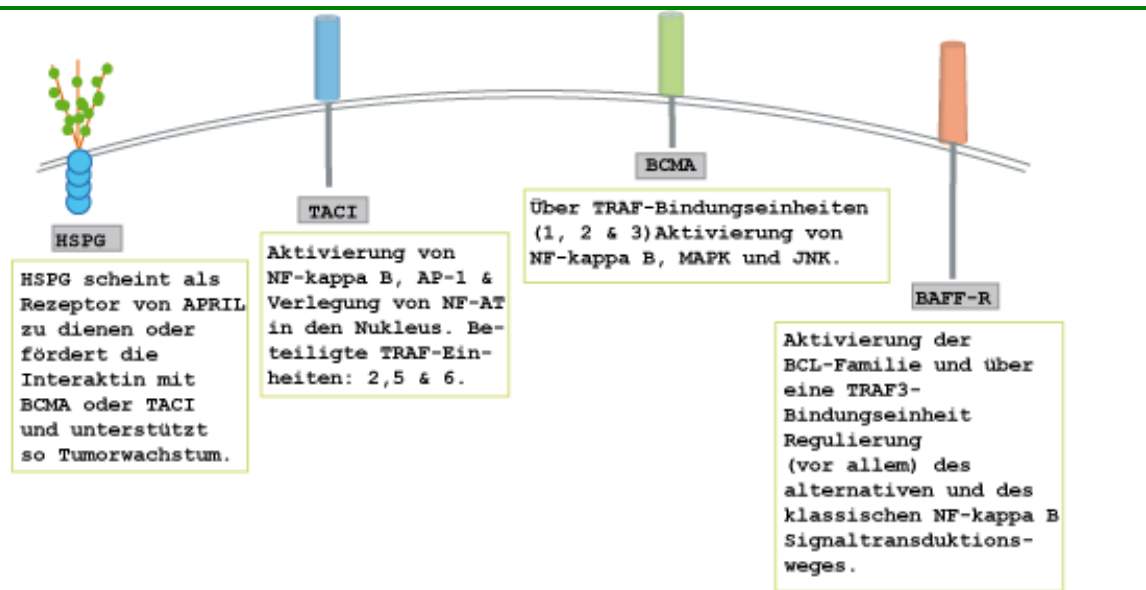 HSPG
HSPG scheint als
Rezeptor von APRIL
zu dienen oder
fördert die
Interaktin mit
BCMA oder TACI
und unterstützt
so Tumorwachstum.
TACI
Aktivierung von
NF-kappa B, AP-1 &
Verlegung von NF-AT
in den Nukleus. Be-
teiligte TRAF-Ein-
heiten: 2,5 & 6.
BCMA
Über TRAF-Bindungseinheiten
(1, 2 & 3)Aktivierung von
NF-kappa B, MAPK und JNK.
BAFF-R
Aktivierung der
BCL-Familie und über
eine TRAF3-
Bindungseinheit
Regulierung
(vor allem) des
alternativen und des
klassischen NF-kappa B
Signaltransduktions-
weges.